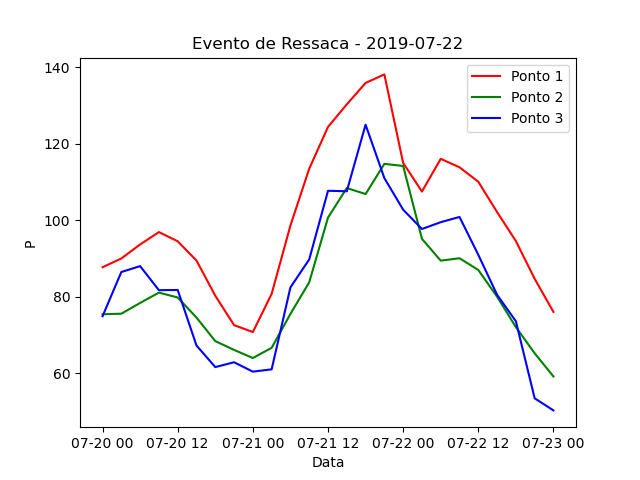 Evento de Ressaca - 2019-07-22
140
120
100
80
60
P
Ponto 1
Ponto 2
Ponto 3
07-20 00 07-20 12 07-21 00 07-21 12 07-22 00 07-22 12 07-23 00
Data